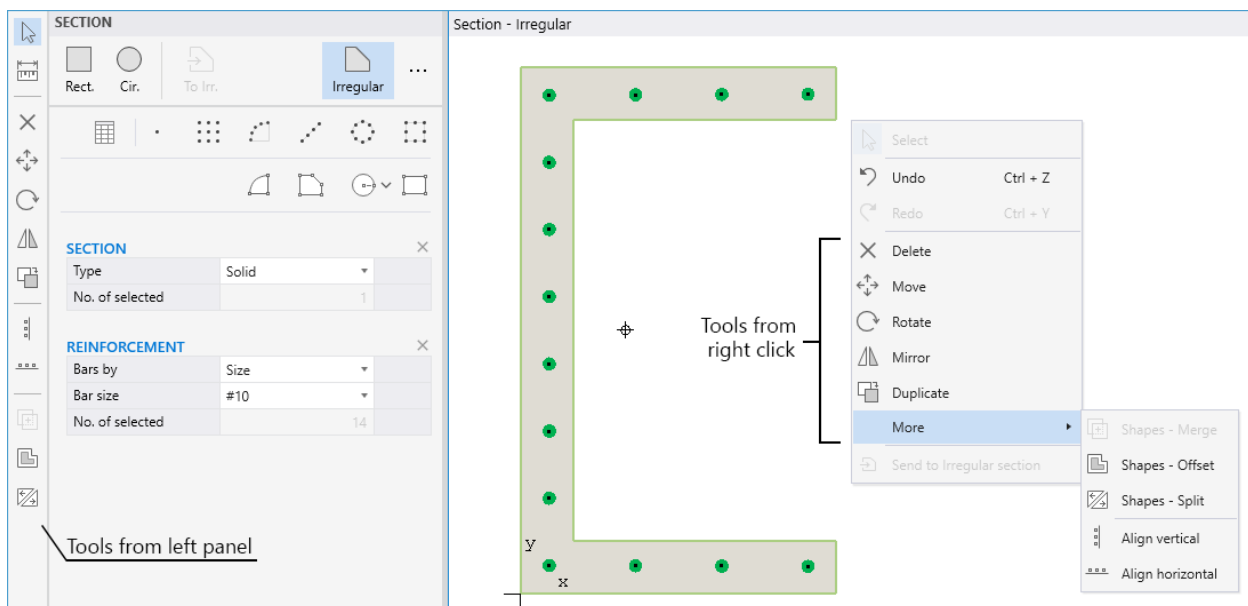 SECTION
Rect.
Cir.
To Irr.
Irregular
...
SECTION
Type
Solid
No. of selected
1
REINFORCEMENT
Bars by
Size
Bar size
#10
No. of selected
14
Tools from left panel
Section - Irregular
y
x
Tools from
right click
Select
Undo Ctrl + Z
Redo Ctrl + Y
Delete
Move
Rotate
Mirror
Duplicate
More
Send to Irregular section
Shapes - Merge
Shapes - Offset
Shapes - Split
Align vertical
Align horizontal